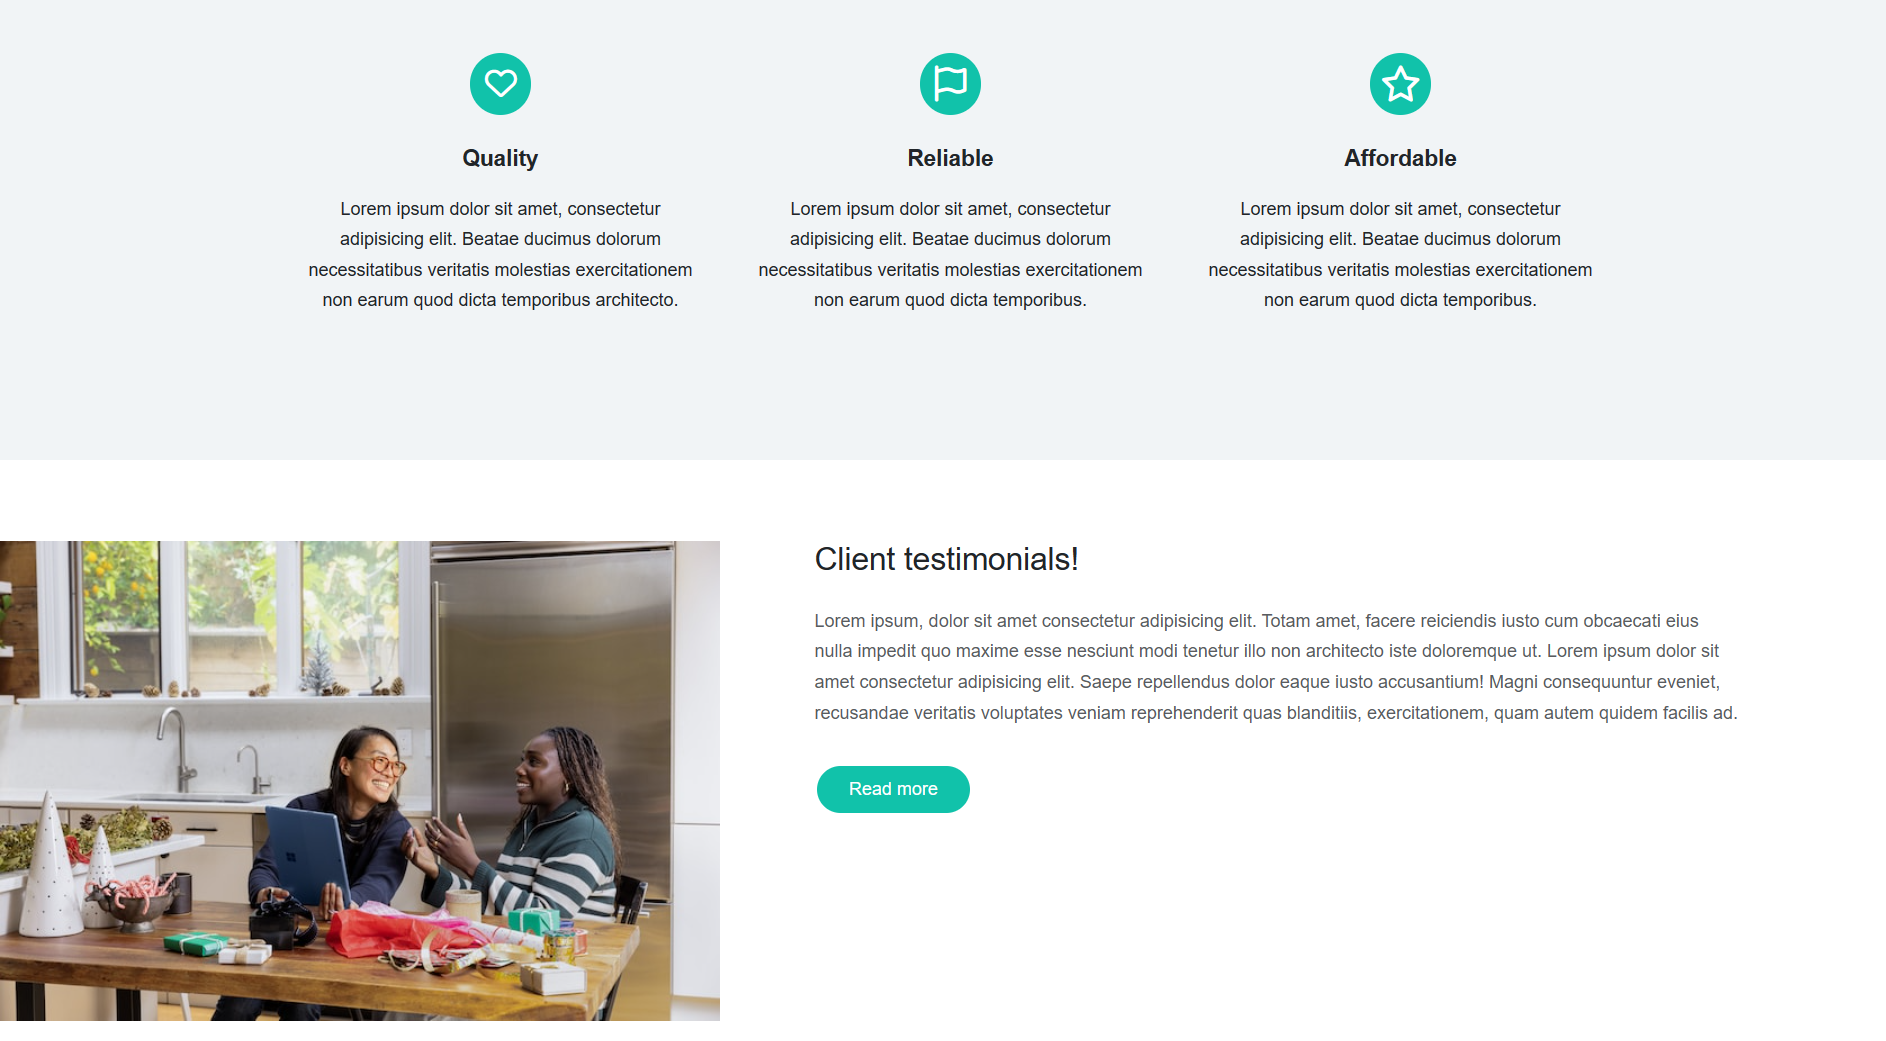 Quality
Lorem ipsum dolor sit amet, consectetur
adipisicing elit. Beatae ducimus dolorum
necessitatibus veritatis molestias exercitationem
non earum quod dicta temporibus architecto.
Reliable
Lorem ipsum dolor sit amet, consectetur
adipisicing elit. Beatae ducimus dolorum
necessitatibus veritatis molestias exercitationem
non earum quod dicta temporibus.
Affordable
Lorem ipsum dolor sit amet, consectetur
adipisicing elit. Beatae ducimus dolorum
necessitatibus veritatis molestias exercitationem
non earum quod dicta temporibus.
Client testimonials!
Lorem ipsum, dolor sit amet consectetur adipisicing elit. Totam amet, facere reiciendis iusto cum obcaecati eius
nulla impedit quo maxime esse nesciunt modi tenetur illo non architecto iste doloremque ut. Lorem ipsum dolor sit
amet consectetur adipisicing elit. Saepe repellendus dolor eaque iusto accusantium! Magni consequuntur eveniet,
recusandae veritatis voluptates veniam reprehenderit quas blanditiis, exercitationem, quam autem quidem facilis ad.
Read more